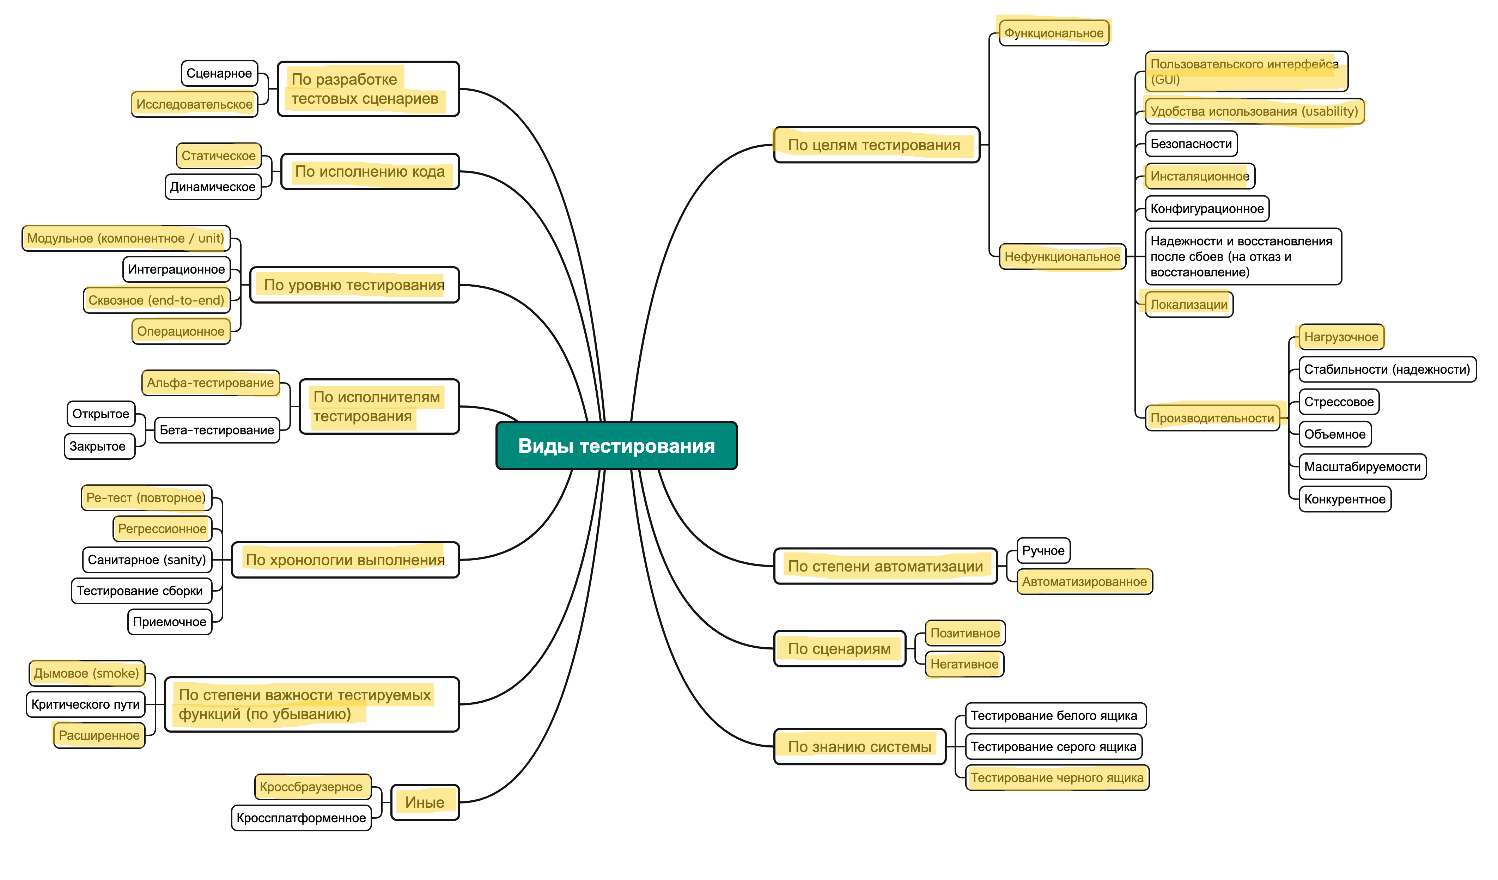 Виды тестирования
По разработке
тестовых сценариев
Сценарное
Исследовательское
По исполнению кода
Статическое
Динамическое
По уровню тестирования
Модульное (компонентное / unit)
Интеграционное
Сквозное (end-to-end)
Операционное
По исполнителям
тестирования
Альфа-тестирование
Бета-тестирование
Открытое
Закрытое
По хронологии выполнения
Ре-тест (повторное)
Регрессионное
Санитарное (sanity)
Тестирование сборки
Приемочное
По степени важности тестируемых
функций (по убыванию)
Дымовое (smoke)
Критического пути
Расширенное
Иные
Кроссбраузерное
Кроссплатформенное
По целям тестирования
Функциональное
Нефункциональное
Пользовательского интерфейса
(GUI)
Удобства использования (usability)
Безопасности
Инсталяционное
Конфигурационное
Надежности и восстановления
после сбоев (на отказ и
восстановление)
Локализации
Производительности
Нагрузочное
Стабильности (надежности)
Стрессовое
Объемное
Масштабируемости
Конкурентное
По степени автоматизации
Ручное
Автоматизированное
По сценариям
Позитивное
Негативное
По знанию системы
Тестирование белого ящика
Тестирование серого ящика
Тестирование черного ящика